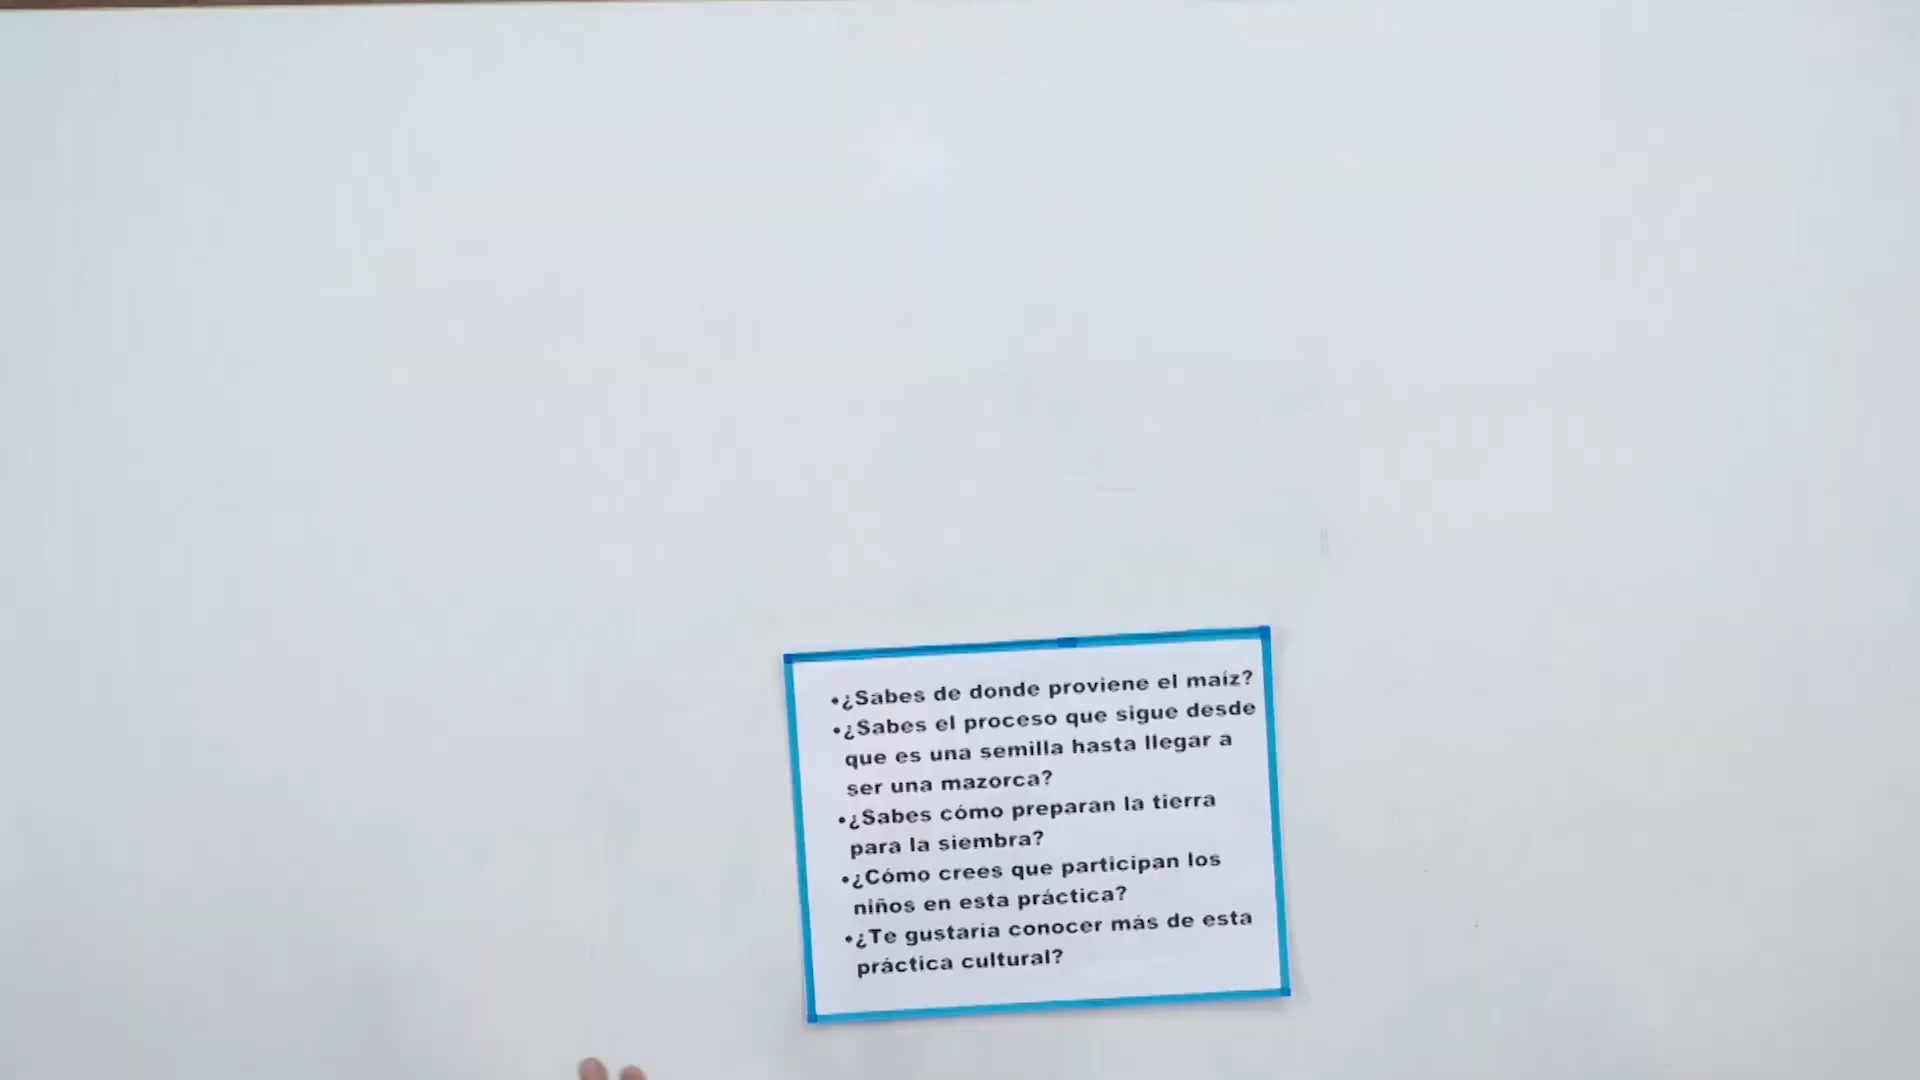 •¿Sabes de donde proviene el maíz?
•¿Sabes el proceso que sigue desde
que es una semilla hasta llegar a
ser una mazorca?
•¿Sabes cómo preparan la tierra
para la siembra?
•¿Cómo crees que participan los
niños en esta práctica?
•¿Te gustaría conocer más de esta
práctica cultural?